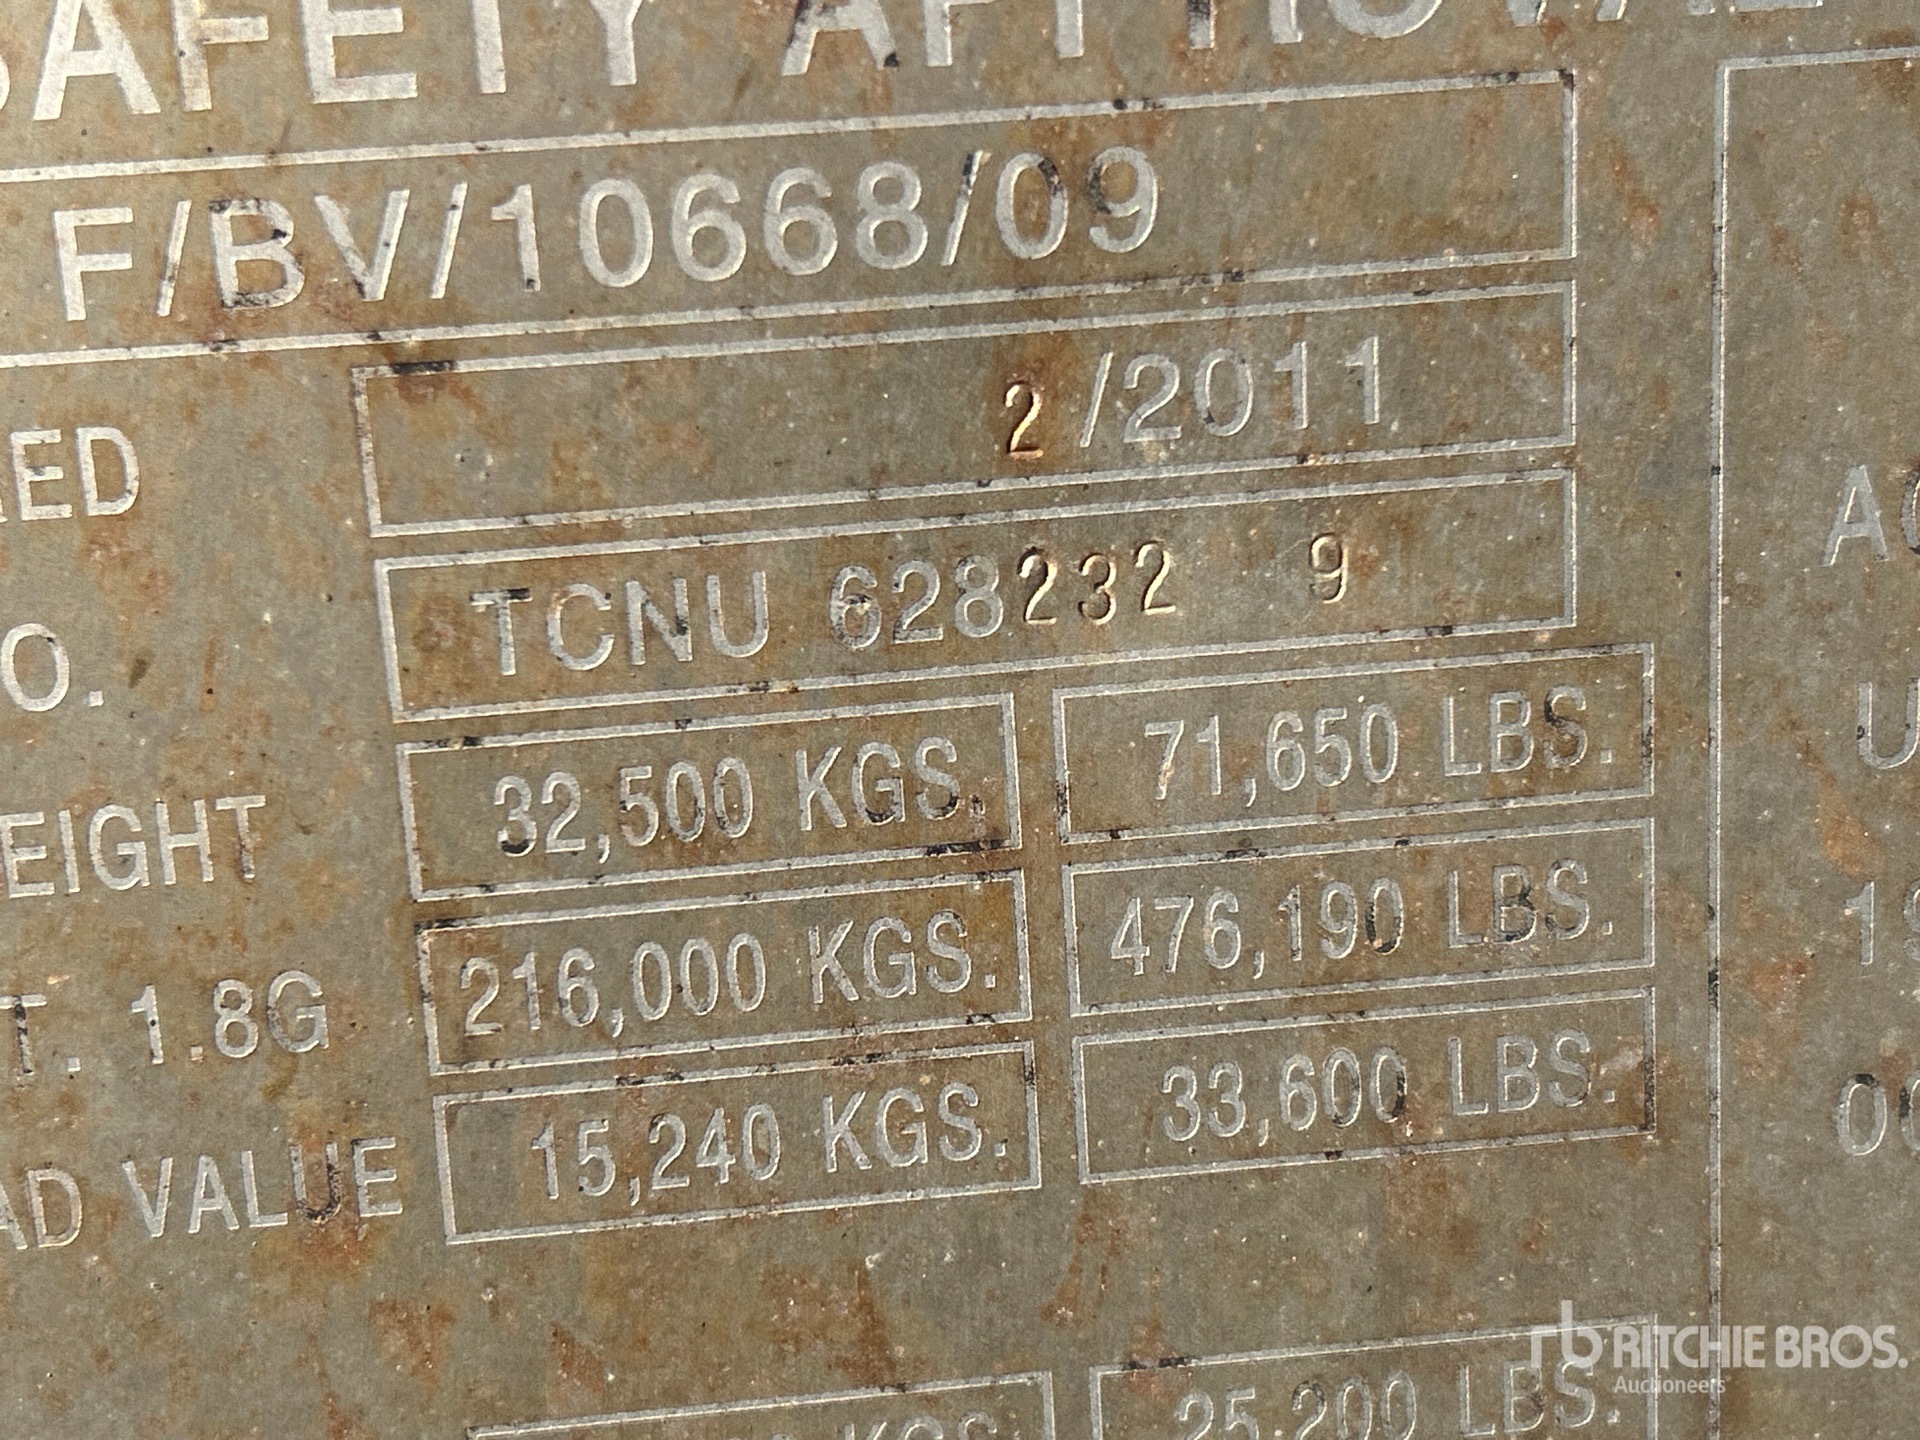 SAFETY APPROVAL
F/BV/10668/09
2/2011
TCNU 628232 9
O.
32,500 KGS. 71,650 LBS.
EIGHT
216,000 KGS. 476,190 LBS.
T. 1.8G
15,240 KGS. 33,600 LBS.
AD VALUE
KGS. 25,200 LBS.
rb RITCHIE BROS.
Auctioneers